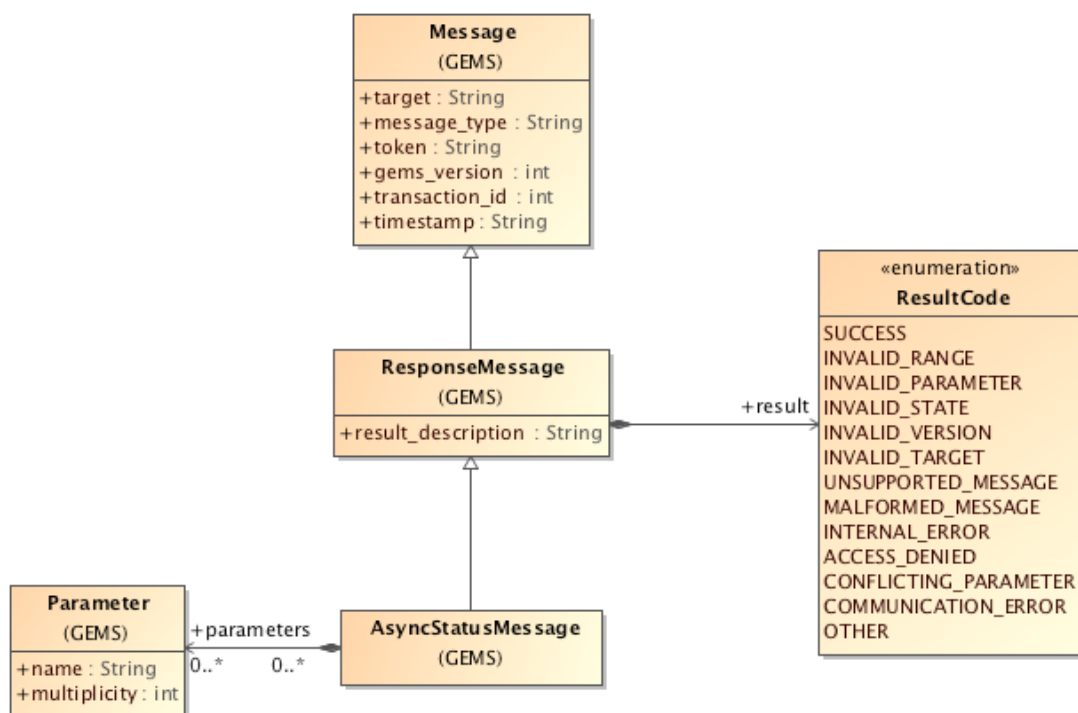 Message
(GEMS)
+target : String
+message_type : String
+token : String
+gems_version : int
+transaction_id : int
+timestamp : String
«enumeration»
ResultCode
SUCCESS
INVALID_RANGE
INVALID_PARAMETER
INVALID_STATE
INVALID_VERSION
INVALID_TARGET
UNSUPPORTED_MESSAGE
MALFORMED_MESSAGE
INTERNAL_ERROR
ACCESS_DENIED
CONFLICTING_PARAMETER
COMMUNICATION_ERROR
OTHER
ResponseMessage
(GEMS)
+result_description : String
+result
Parameter
(GEMS)
+name : String
+multiplicity : int
+parameters
0..* 0..*
AsyncStatusMessage
(GEMS)